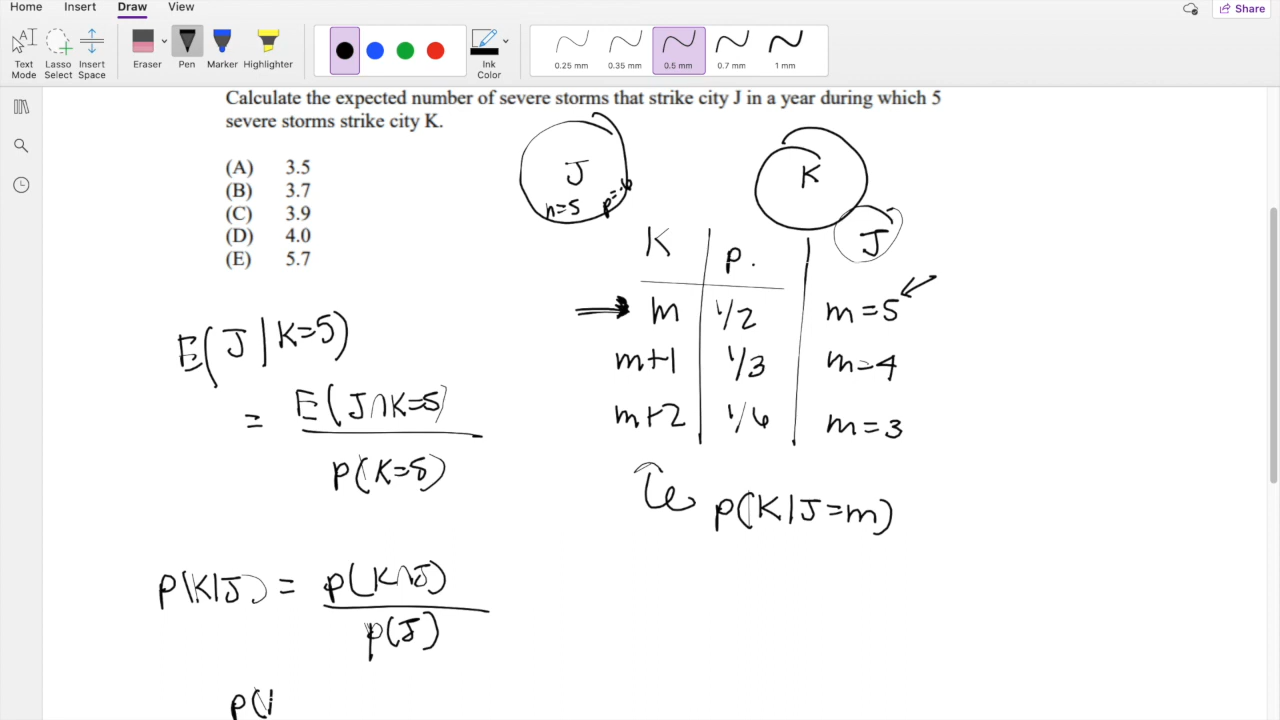 Home Insert Draw View
Share
Text Mode
Lasso Select
Insert Space
Eraser
Pen
Marker
Highlighter
Ink Color
0.25 mm
0.35 mm
0.5 mm
0.7 mm
1 mm
Calculate the expected number of severe storms that strike city J in a year during which 5
severe storms strike city K.
(A) 3.5
(B) 3.7
(C) 3.9
(D) 4.0
(E) 5.7
J
n=5 p=.6
K
J
K p.
m 1/2 m=5
m+1 1/3 m=4
m+2 1/6 m=3
p(K|J=m)
E(J|K=5)
= E(J∩K=5)
p(K=5)
p(K|J) = p(K∩J)
p(J)
p(